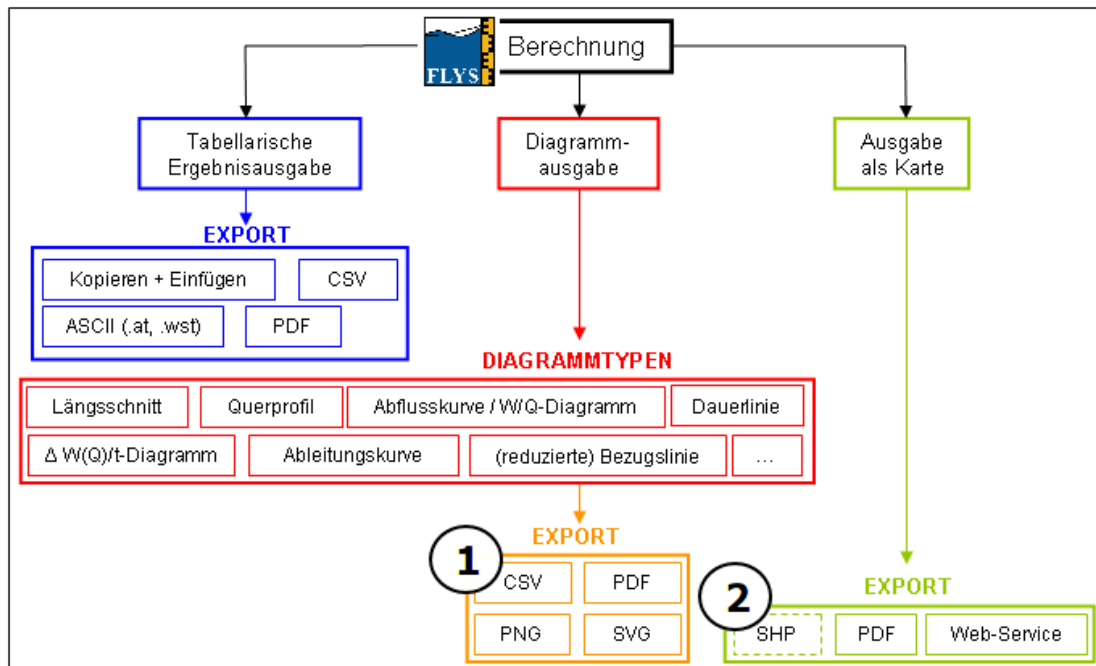 FLYS
Berechnung
Tabellarische
Ergebnisausgabe
Diagramm-
ausgabe
Ausgabe
als Karte
EXPORT
Kopieren + Einfügen
CSV
ASCII (.at, .wst)
PDF
DIAGRAMMTYPEN
Längsschnitt
Querprofil
Abflusskurve / W/Q-Diagramm
Dauerlinie
Δ W(Q)/t-Diagramm
Ableitungskurve
(reduzierte) Bezugslinie
...
EXPORT
1
CSV
PDF
PNG
SVG
EXPORT
2
SHP
PDF
Web-Service